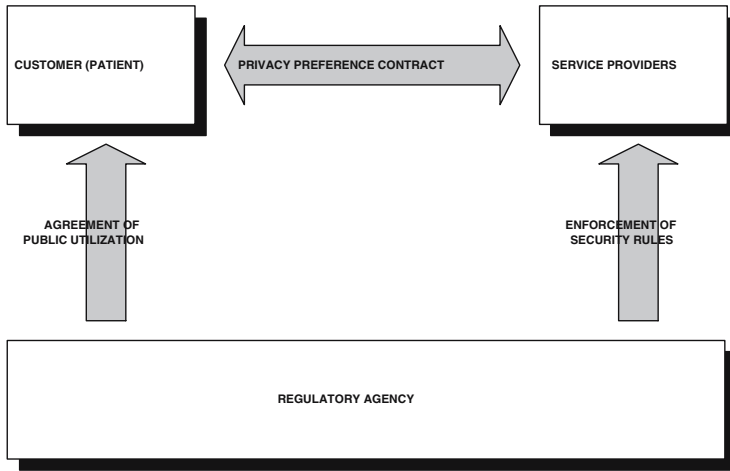 CUSTOMER (PATIENT)
PRIVACY PREFERENCE CONTRACT
SERVICE PROVIDERS
AGREEMENT OF
PUBLIC UTILIZATION
ENFORCEMENT OF
SECURITY RULES
REGULATORY AGENCY